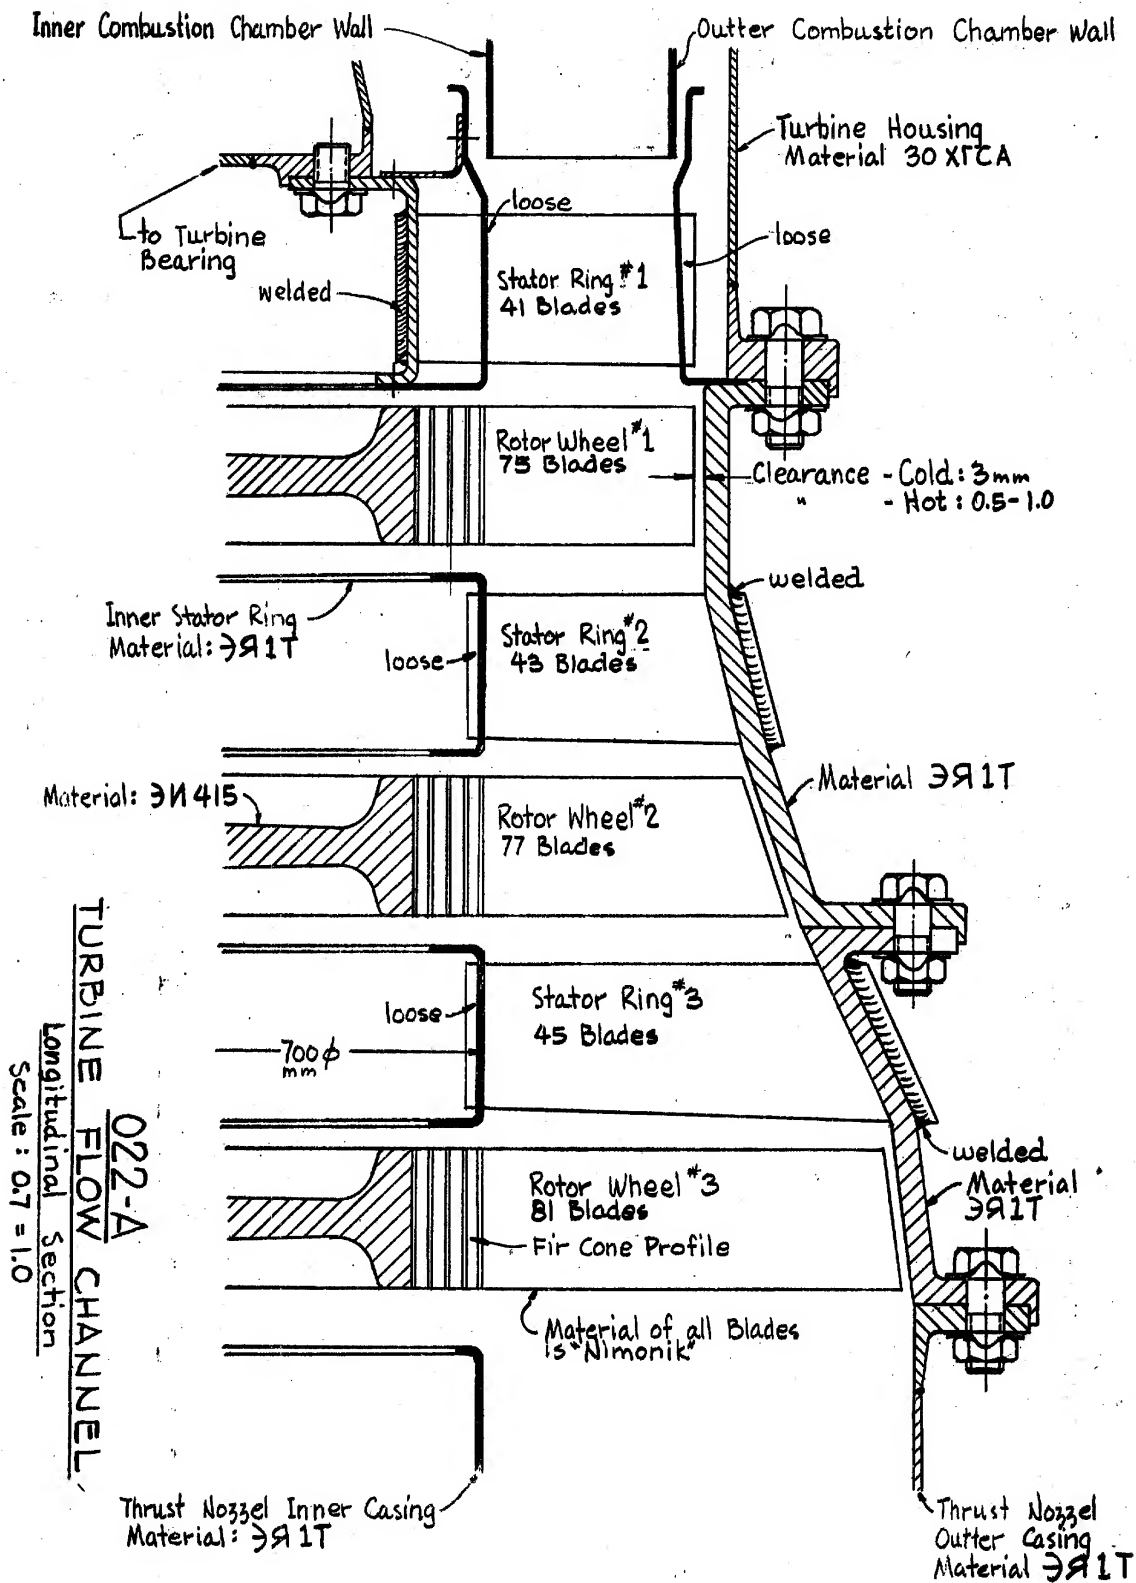 Inner Combustion Chamber Wall
Outter Combustion Chamber Wall
Turbine Housing
Material 30 ХГСА
loose
to Turbine
Bearing
loose
welded
Stator Ring #1
41 Blades
Rotor Wheel #1
75 Blades
Clearance - Cold: 3mm
" - Hot: 0.5-1.0
welded
Inner Stator Ring
Material: ЭЯ1Т
loose
Stator Ring #2
43 Blades
Material ЭЯ1Т
Material: ЭИ415
Rotor Wheel #2
77 Blades
loose
Stator Ring #3
45 Blades
700 ϕ
mm
welded
Material
ЭЯ1Т
Rotor Wheel #3
81 Blades
Fir Cone Profile
Material of all Blades
is "Nimonik"
022-A
TURBINE FLOW CHANNEL
Longitudinal Section
Scale: 0.7 = 1.0
Thrust Nozzel Inner Casing
Material: ЭЯ1Т
Thrust Nozzel
Outter Casing
Material ЭЯ1Т